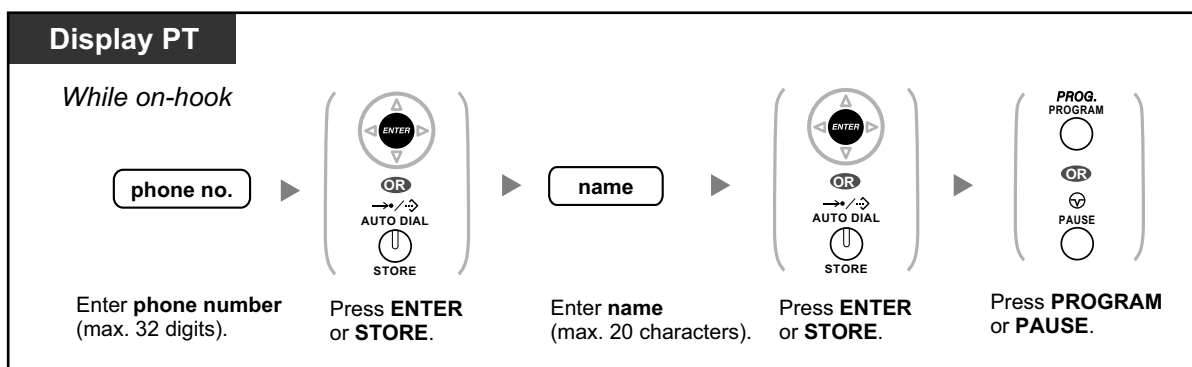 Display PT
While on-hook
phone no.
Enter phone number
(max. 32 digits).
ENTER
OR
AUTO DIAL
STORE
Press ENTER
or STORE.
name
Enter name
(max. 20 characters).
ENTER
OR
AUTO DIAL
STORE
Press ENTER
or STORE.
PROG.
PROGRAM
OR
PAUSE
Press PROGRAM
or PAUSE.